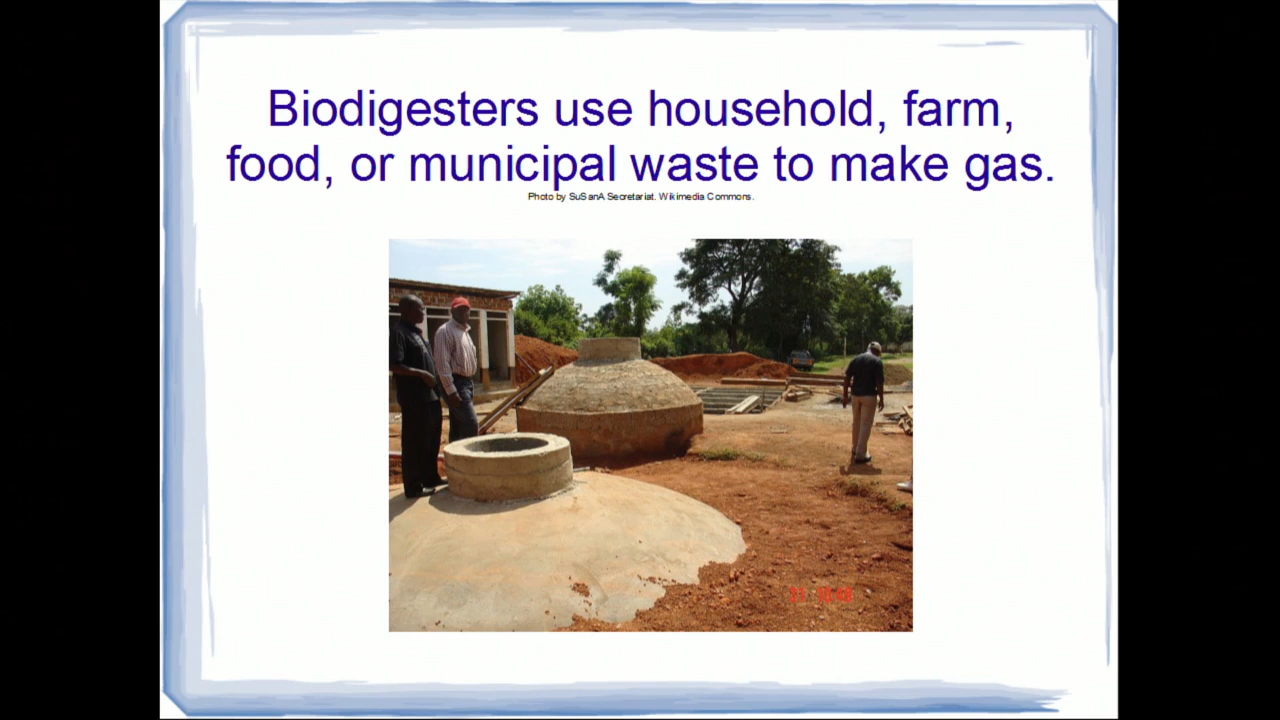 Biodigesters use household, farm,
food, or municipal waste to make gas.
Photo by SuSanA Secretariat. Wikimedia Commons.